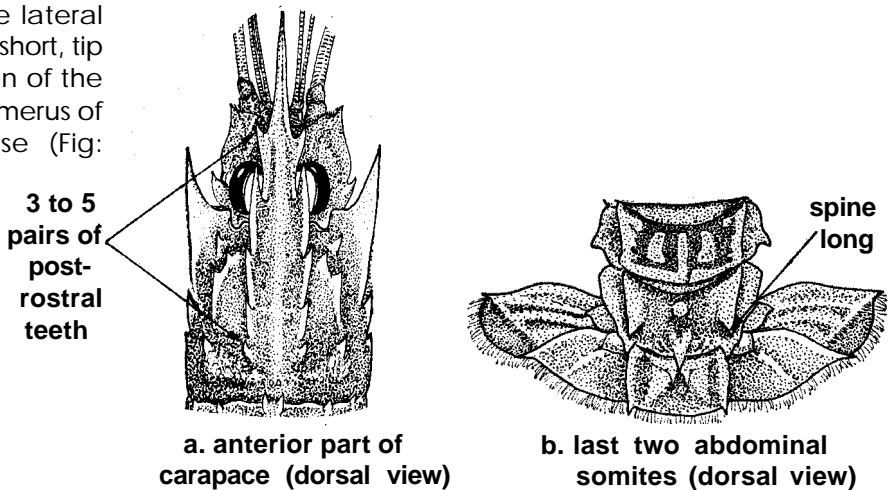 e lateral
short, tip
n of the
merus of
se (Fig:
3 to 5
pairs of
post-
rostral
teeth
spine
long
a. anterior part of
carapace (dorsal view)
b. last two abdominal
somites (dorsal view)